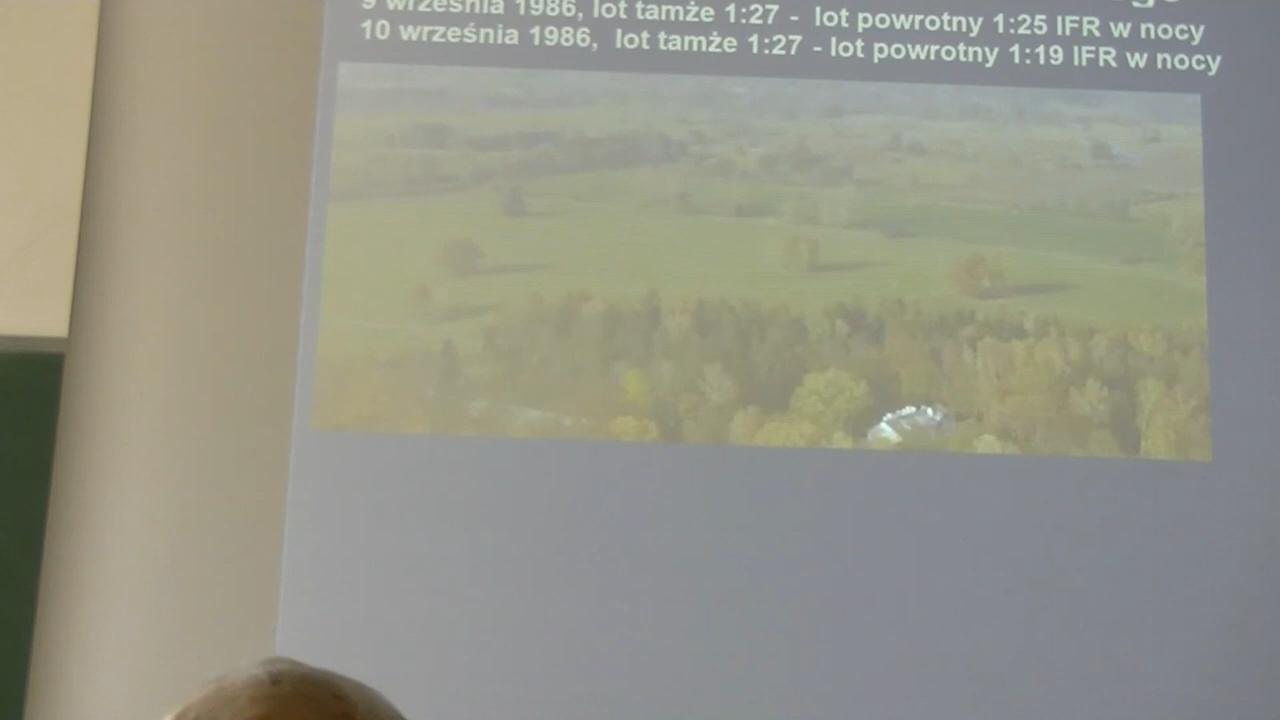 9 września 1986, lot tamże 1:27 - lot powrotny 1:25 IFR w nocy
10 września 1986, lot tamże 1:27 - lot powrotny 1:19 IFR w nocy